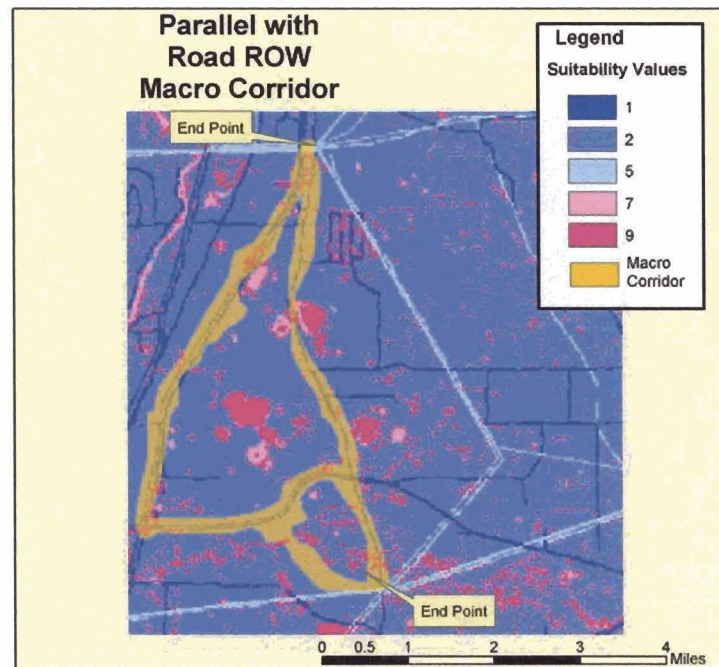 Parallel with
Road ROW
Macro Corridor
End Point
Legend
Suitability Values
1
2
5
7
9
Macro
Corridor
End Point
0 0.5 1 2 3 4
Miles